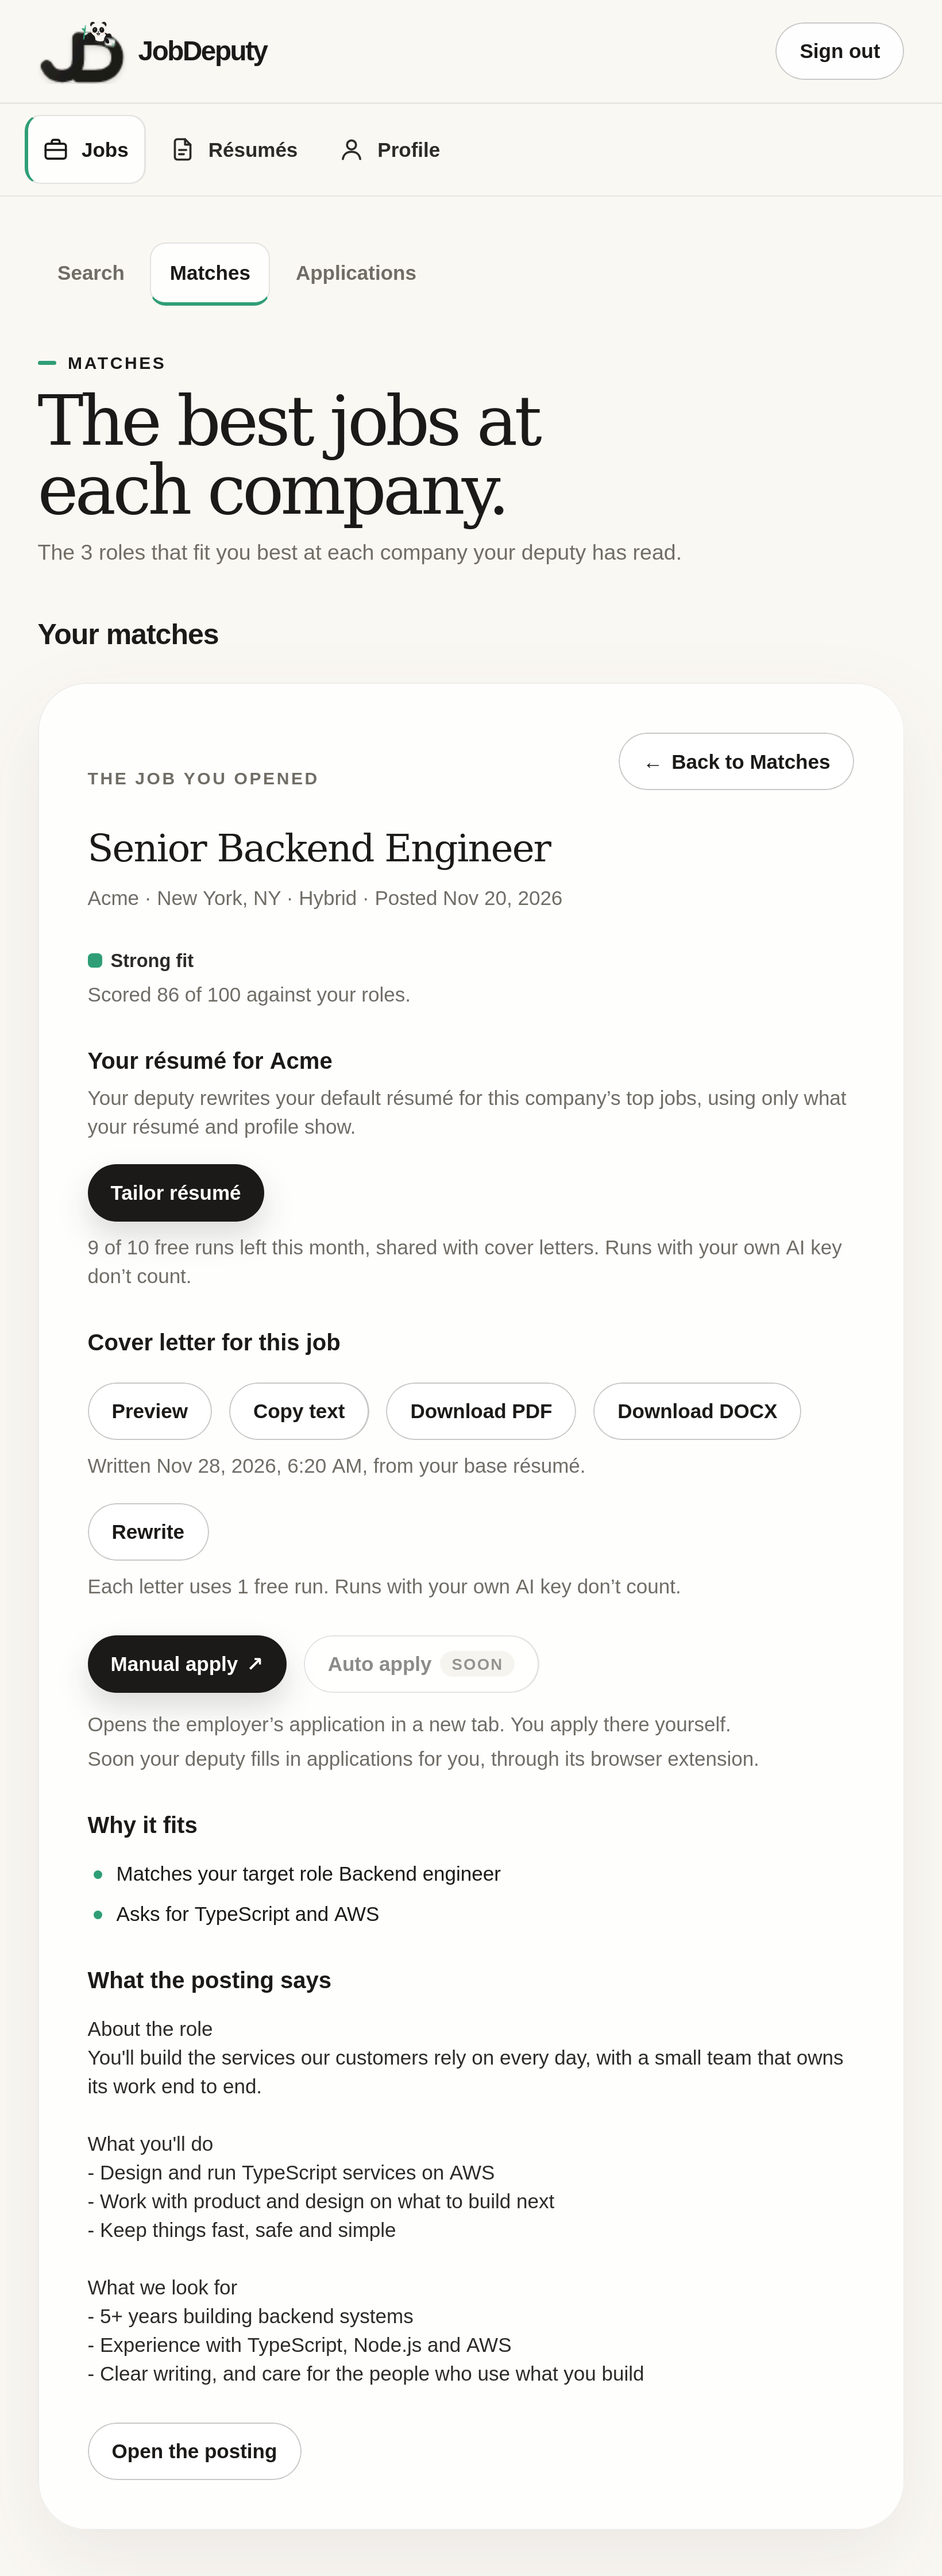 JobDeputy
Sign out
Jobs
Résumés
Profile
Search
Matches
Applications
MATCHES
The best jobs at
each company.
The 3 roles that fit you best at each company your deputy has read.
Your matches
THE JOB YOU OPENED
← Back to Matches
Senior Backend Engineer
Acme · New York, NY · Hybrid · Posted Nov 20, 2026
Strong fit
Scored 86 of 100 against your roles.
Your résumé for Acme
Your deputy rewrites your default résumé for this company’s top jobs, using only what
your résumé and profile show.
Tailor résumé
9 of 10 free runs left this month, shared with cover letters. Runs with your own AI key
don’t count.
Cover letter for this job
Preview
Copy text
Download PDF
Download DOCX
Written Nov 28, 2026, 6:20 AM, from your base résumé.
Rewrite
Each letter uses 1 free run. Runs with your own AI key don’t count.
Manual apply ↗
Auto apply SOON
Opens the employer’s application in a new tab. You apply there yourself.
Soon your deputy fills in applications for you, through its browser extension.
Why it fits
Matches your target role Backend engineer
Asks for TypeScript and AWS
What the posting says
About the role
You'll build the services our customers rely on every day, with a small team that owns
its work end to end.
What you'll do
- Design and run TypeScript services on AWS
- Work with product and design on what to build next
- Keep things fast, safe and simple
What we look for
- 5+ years building backend systems
- Experience with TypeScript, Node.js and AWS
- Clear writing, and care for the people who use what you build
Open the posting